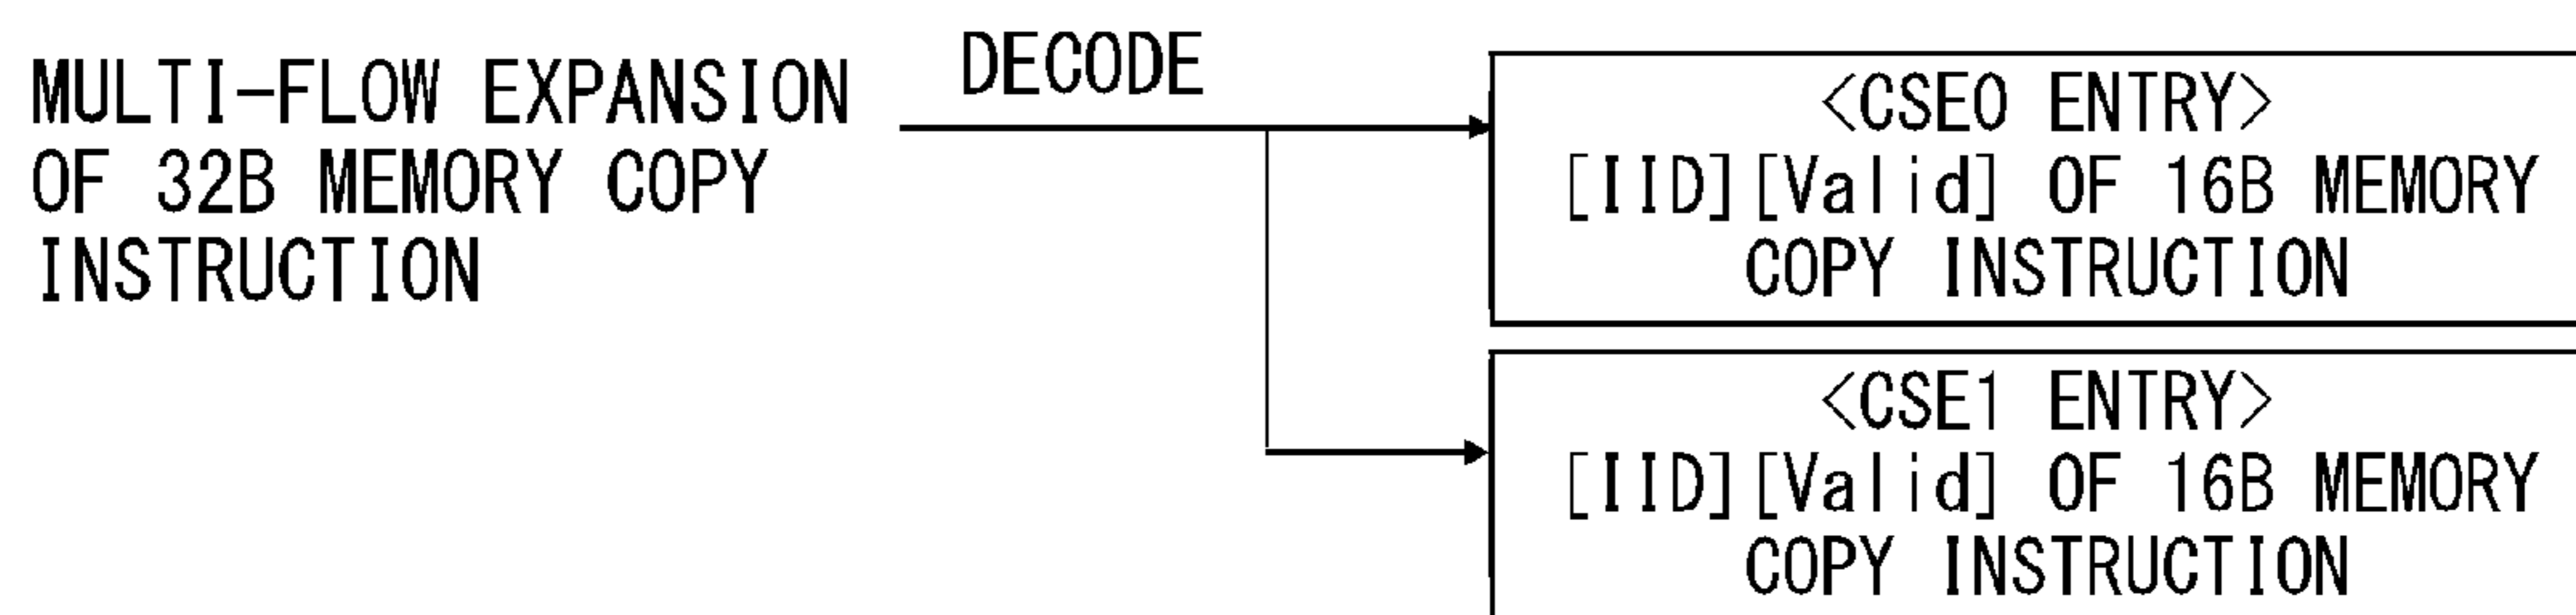 MULTI-FLOW EXPANSION
OF 32B MEMORY COPY
INSTRUCTION
DECODE
<CSE0 ENTRY>
[IID][Valid] OF 16B MEMORY
COPY INSTRUCTION
<CSE1 ENTRY>
[IID][Valid] OF 16B MEMORY
COPY INSTRUCTION